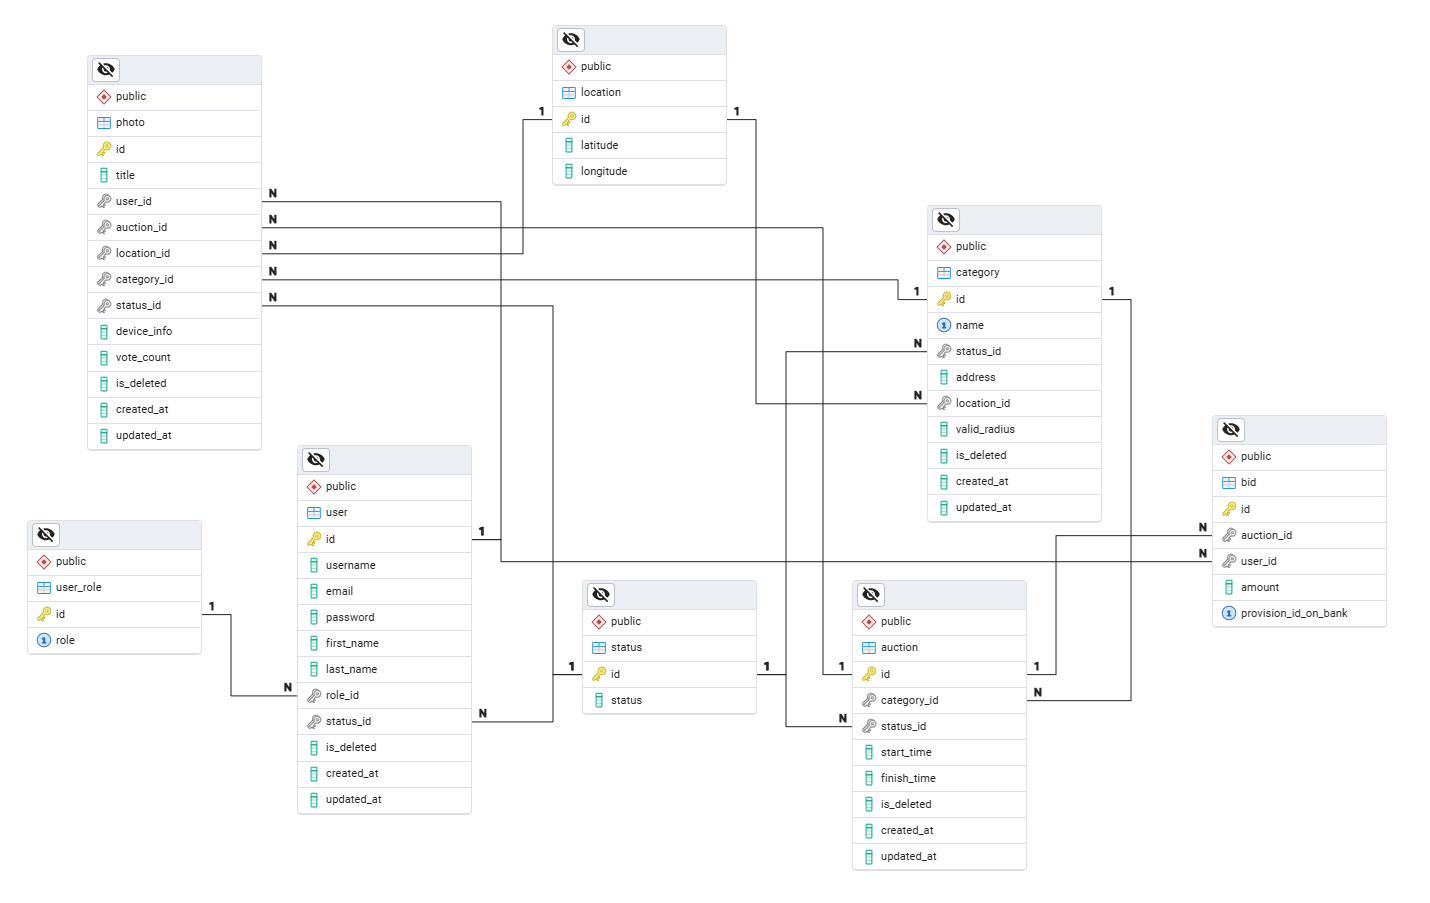 public
photo
id
title
user_id
N
auction_id
N
location_id
N
category_id
N
status_id
N
device_info
vote_count
is_deleted
created_at
updated_at
public
location
1
id
1
latitude
longitude
public
category
1
id
1
name
N
status_id
address
N
location_id
valid_radius
is_deleted
created_at
updated_at
public
bid
id
N
auction_id
N
user_id
amount
1
provision_id_on_bank
public
user_role
id
1
1
role
public
user
id
1
username
email
password
first_name
last_name
N
role_id
status_id
N
is_deleted
created_at
updated_at
public
status
1
id
1
status
public
auction
1
id
1
category_id
N
N
status_id
start_time
finish_time
is_deleted
created_at
updated_at